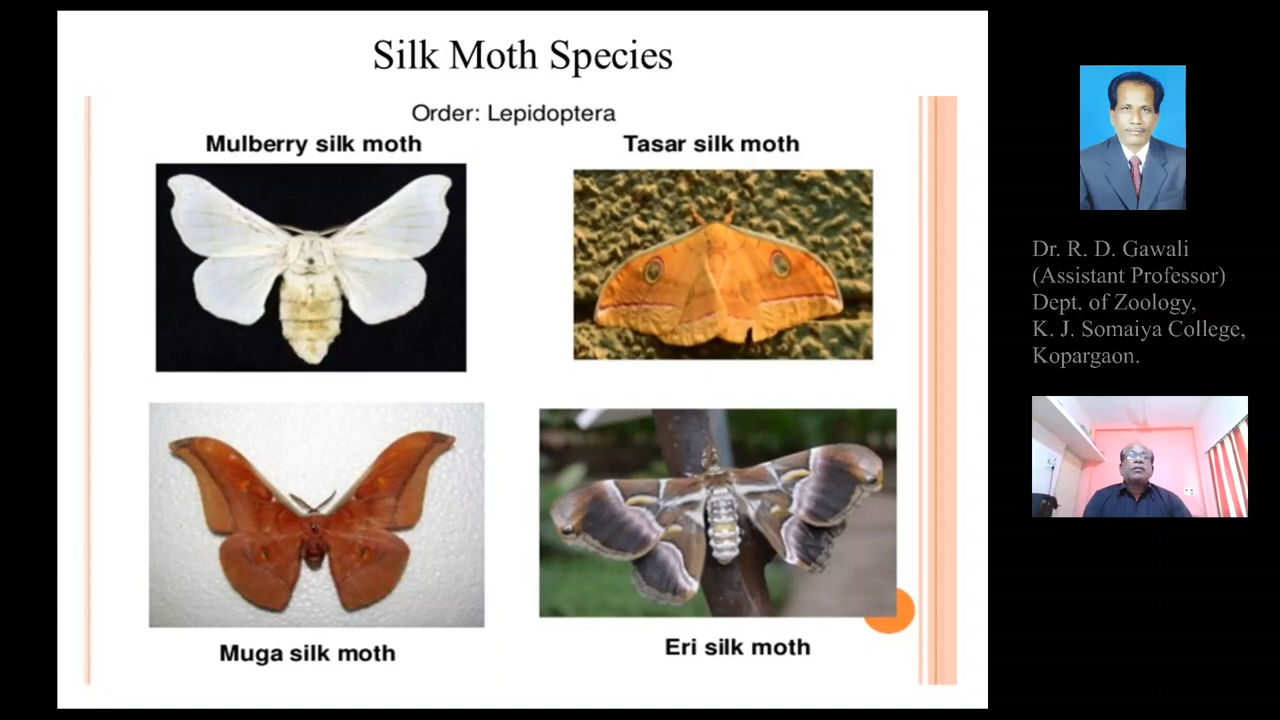 Silk Moth Species
Order: Lepidoptera
Mulberry silk moth
Tasar silk moth
Muga silk moth
Eri silk moth
Dr. R. D. Gawali
(Assistant Professor)
Dept. of Zoology,
K. J. Somaiya College,
Kopargaon.